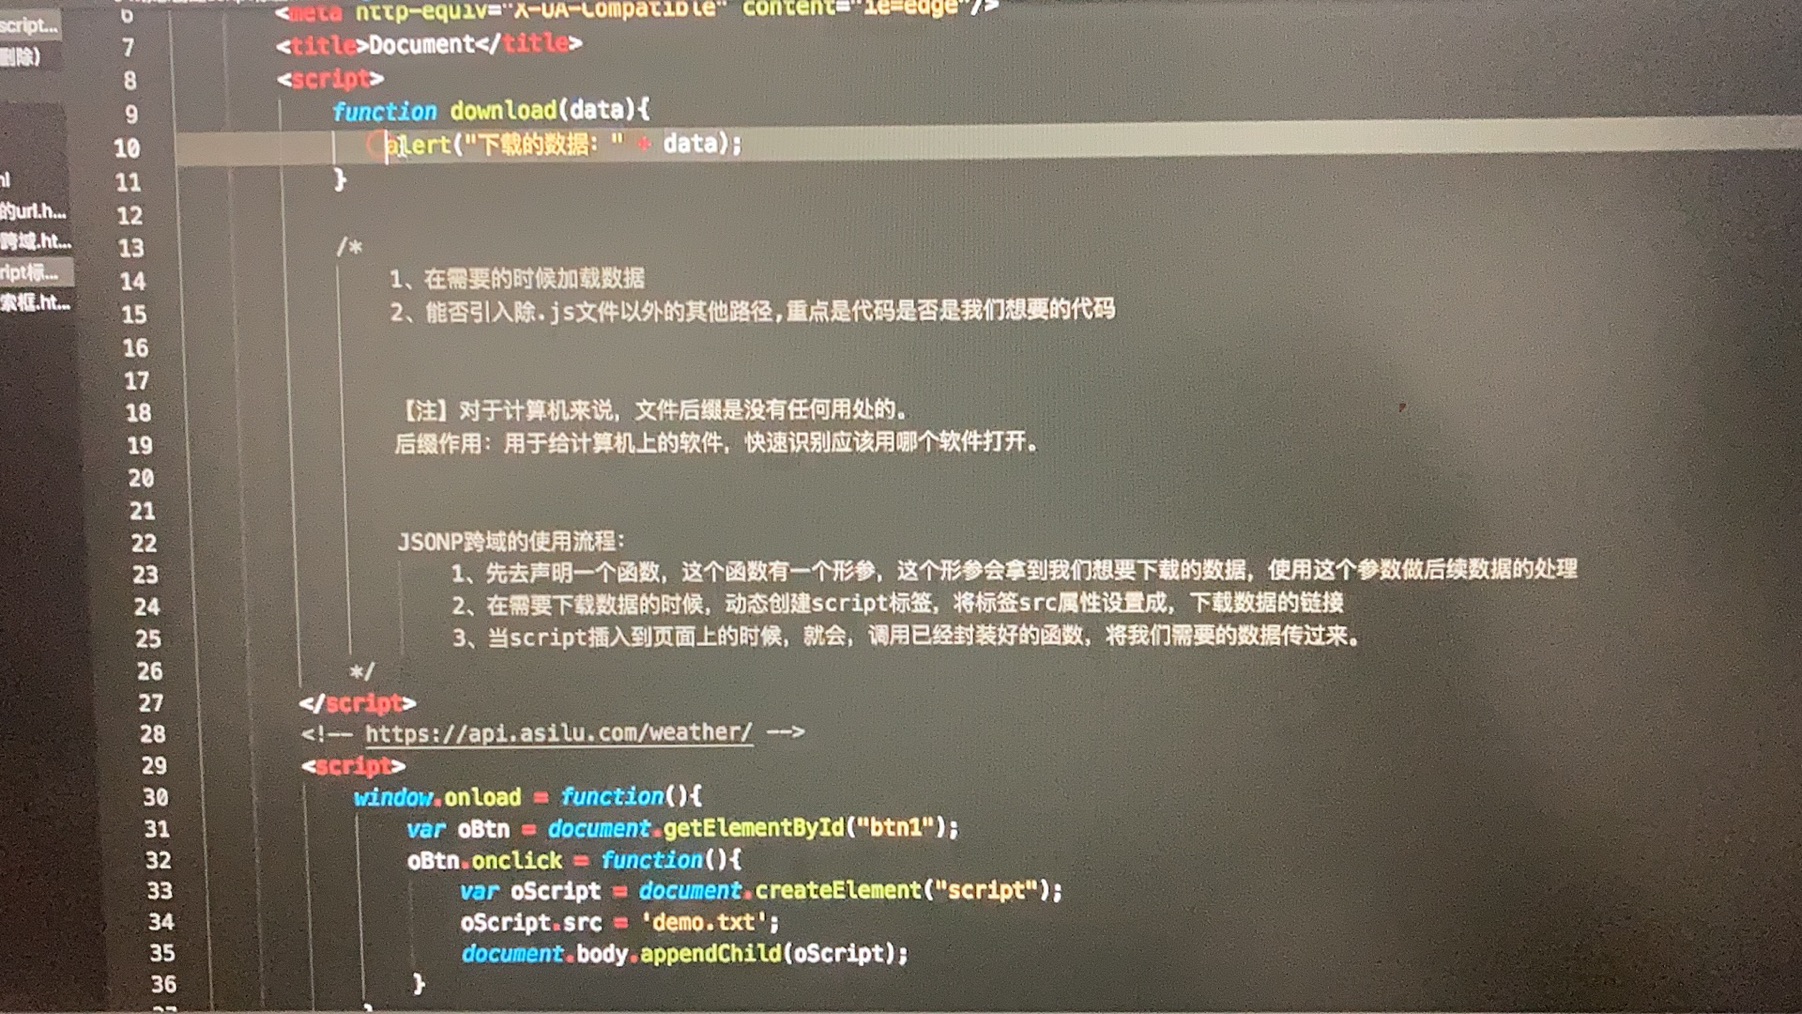 script...
删除)
的url.h...
跨域.ht...
ript标...
索框.ht...
6 <meta http-equiv="X-UA-Compatible" content="ie=edge"/>
7 <title>Document</title>
8 <script>
9 function download(data){
10 alert("下载的数据：" + data);
11 }
12
13 /*
14 1、在需要的时候加载数据
15 2、能否引入除.js文件以外的其他路径,重点是代码是否是我们想要的代码
16
17
18 【注】对于计算机来说，文件后缀是没有任何用处的。
19 后缀作用：用于给计算机上的软件，快速识别应该用哪个软件打开。
20
21
22 JSONP跨域的使用流程：
23 1、先去声明一个函数，这个函数有一个形参，这个形参会拿到我们想要下载的数据，使用这个参数做后续数据的处理
24 2、在需要下载数据的时候，动态创建script标签，将标签src属性设置成，下载数据的链接
25 3、当script插入到页面上的时候，就会，调用已经封装好的函数，将我们需要的数据传过来。
26 */
27 </script>
28 <!-- https://api.asilu.com/weather/ -->
29 <script>
30 window.onload = function(){
31 var oBtn = document.getElementById("btn1");
32 oBtn.onclick = function(){
33 var oScript = document.createElement("script");
34 oScript.src = 'demo.txt';
35 document.body.appendChild(oScript);
36 }